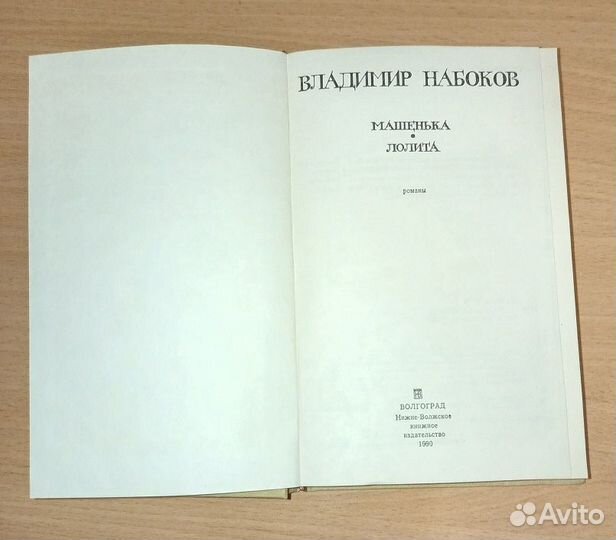 ВЛАДИМИР НАБОКОВ
МАШЕНЬКА
•
ЛОЛИТА
романы
ВОЛГОГРАД
Нижне-Волжское
книжное
издательство
1990
Avito